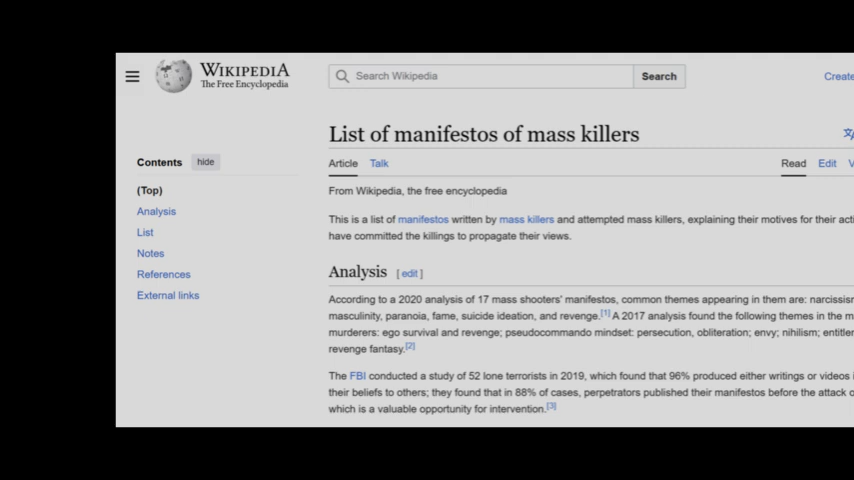 WIKIPEDIA
The Free Encyclopedia
Search Wikipedia
Search
Create
List of manifestos of mass killers
Contents hide
Article Talk
Read Edit
From Wikipedia, the free encyclopedia
(Top)
Analysis
List
Notes
References
External links
This is a list of manifestos written by mass killers and attempted mass killers, explaining their motives for their
have committed the killings to propagate their views.
Analysis [edit]
According to a 2020 analysis of 17 mass shooters' manifestos, common themes appearing in them are:
masculinity, paranoia, fame, suicide ideation, and revenge.[1] A 2017 analysis found the following themes in the
murderers: ego survival and revenge; pseudocommando mindset: persecution, obliteration; envy; nihilism;
revenge fantasy.[2]
The FBI conducted a study of 52 lone terrorists in 2019, which found that 96% produced either writings or videos
their beliefs to others; they found that in 88% of cases, perpetrators published their manifestos before the attack
which is a valuable opportunity for intervention.[3]